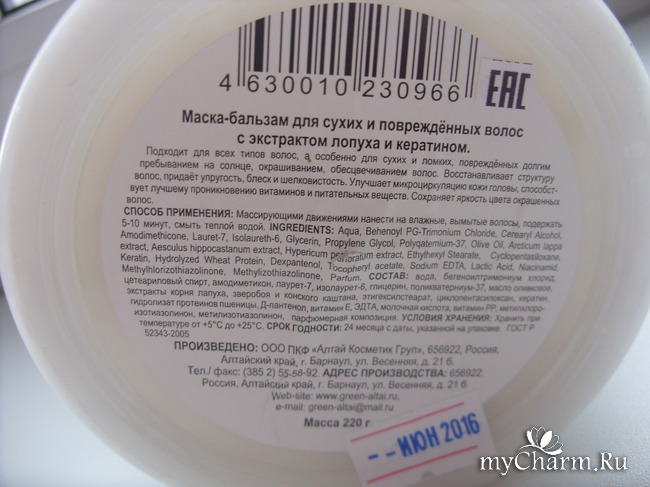 4 630010 230966
EAC
Маска-бальзам для сухих и повреждённых волос
с экстрактом лопуха и кератином.
Подходит для всех типов волос, а особенно для сухих и ломких, повреждённых долгим
пребыванием на солнце, окрашиванием, обесцвечиванием волос. Восстанавливает структуру
волос, придаёт упругость, блеск и шелковистость. Улучшает микроциркуляцию кожи головы, способст-
вует лучшему проникновению витаминов и питательных веществ. Сохраняет яркость цвета окрашенных
волос.
СПОСОБ ПРИМЕНЕНИЯ: Массирующими движениями нанести на влажные, вымытые волосы, подержать
5-10 минут, смыть теплой водой. INGREDIENTS: Aqua, Behenoyl PG-Trimonium Chloride, Cerearyl Alcohol,
Amodimethicone, Lauret-7, Isolaureth-6, Glycerin, Propylene Glycol, Polyqaternium-37, Olive Oil, Arcticum lappa
extract, Aesculus hippocastanum extract, Hypericum perforatum extract, Ethylhexyl Stearate, Cyclopentasiloxane,
Keratin, Hydrolyzed Wheat Protein, Dexpantenol, Tocopheryl acetate, Sodium EDTA, Lactic Acid, Niacinamid,
Methylhlorizothiazolinone, Methylizothiazolinone, Parfum. СОСТАВ: вода, бегеноилтримониум хлорид,
цетеариловый спирт, амодиметикон, лаурет-7, изолаурет-6, глицерин, поликватериум-37, масло оливковое,
экстракты корня лопуха, зверобоя и конского каштана, этигексилстеарат, циклопентасилоксан, кератин,
гидролизат протеинов пшеницы, Д-пантенол, витамин Е, ЭДТА, молочная кислота, витамин РР, метилхлоро-
изотиазолинон, метилизотиазолинон, парфюмерная композиция. УСЛОВИЯ ХРАНЕНИЯ: Хранить при
температуре от +5°С до +25°С. СРОК ГОДНОСТИ: 24 месяца с даты, указанной на упаковке. ГОСТ Р
52343-2005
ПРОИЗВЕДЕНО: ООО ПКФ «Алтай Косметик Груп», 656922, Россия,
Алтайский край, г. Барнаул, ул. Весенняя, д. 21 б.
Тел./ факс: (385 2) 55-58-92. АДРЕС ПРОИЗВОДСТВА: 656922.
Россия, Алтайский край, г. Барнаул, ул. Весенняя, д. 21 б.
Web-site: www.green-altai.ru,
e-mail: green-altai@mail.ru
Масса 220 г
-- ИЮН 2016
myCharm.Ru